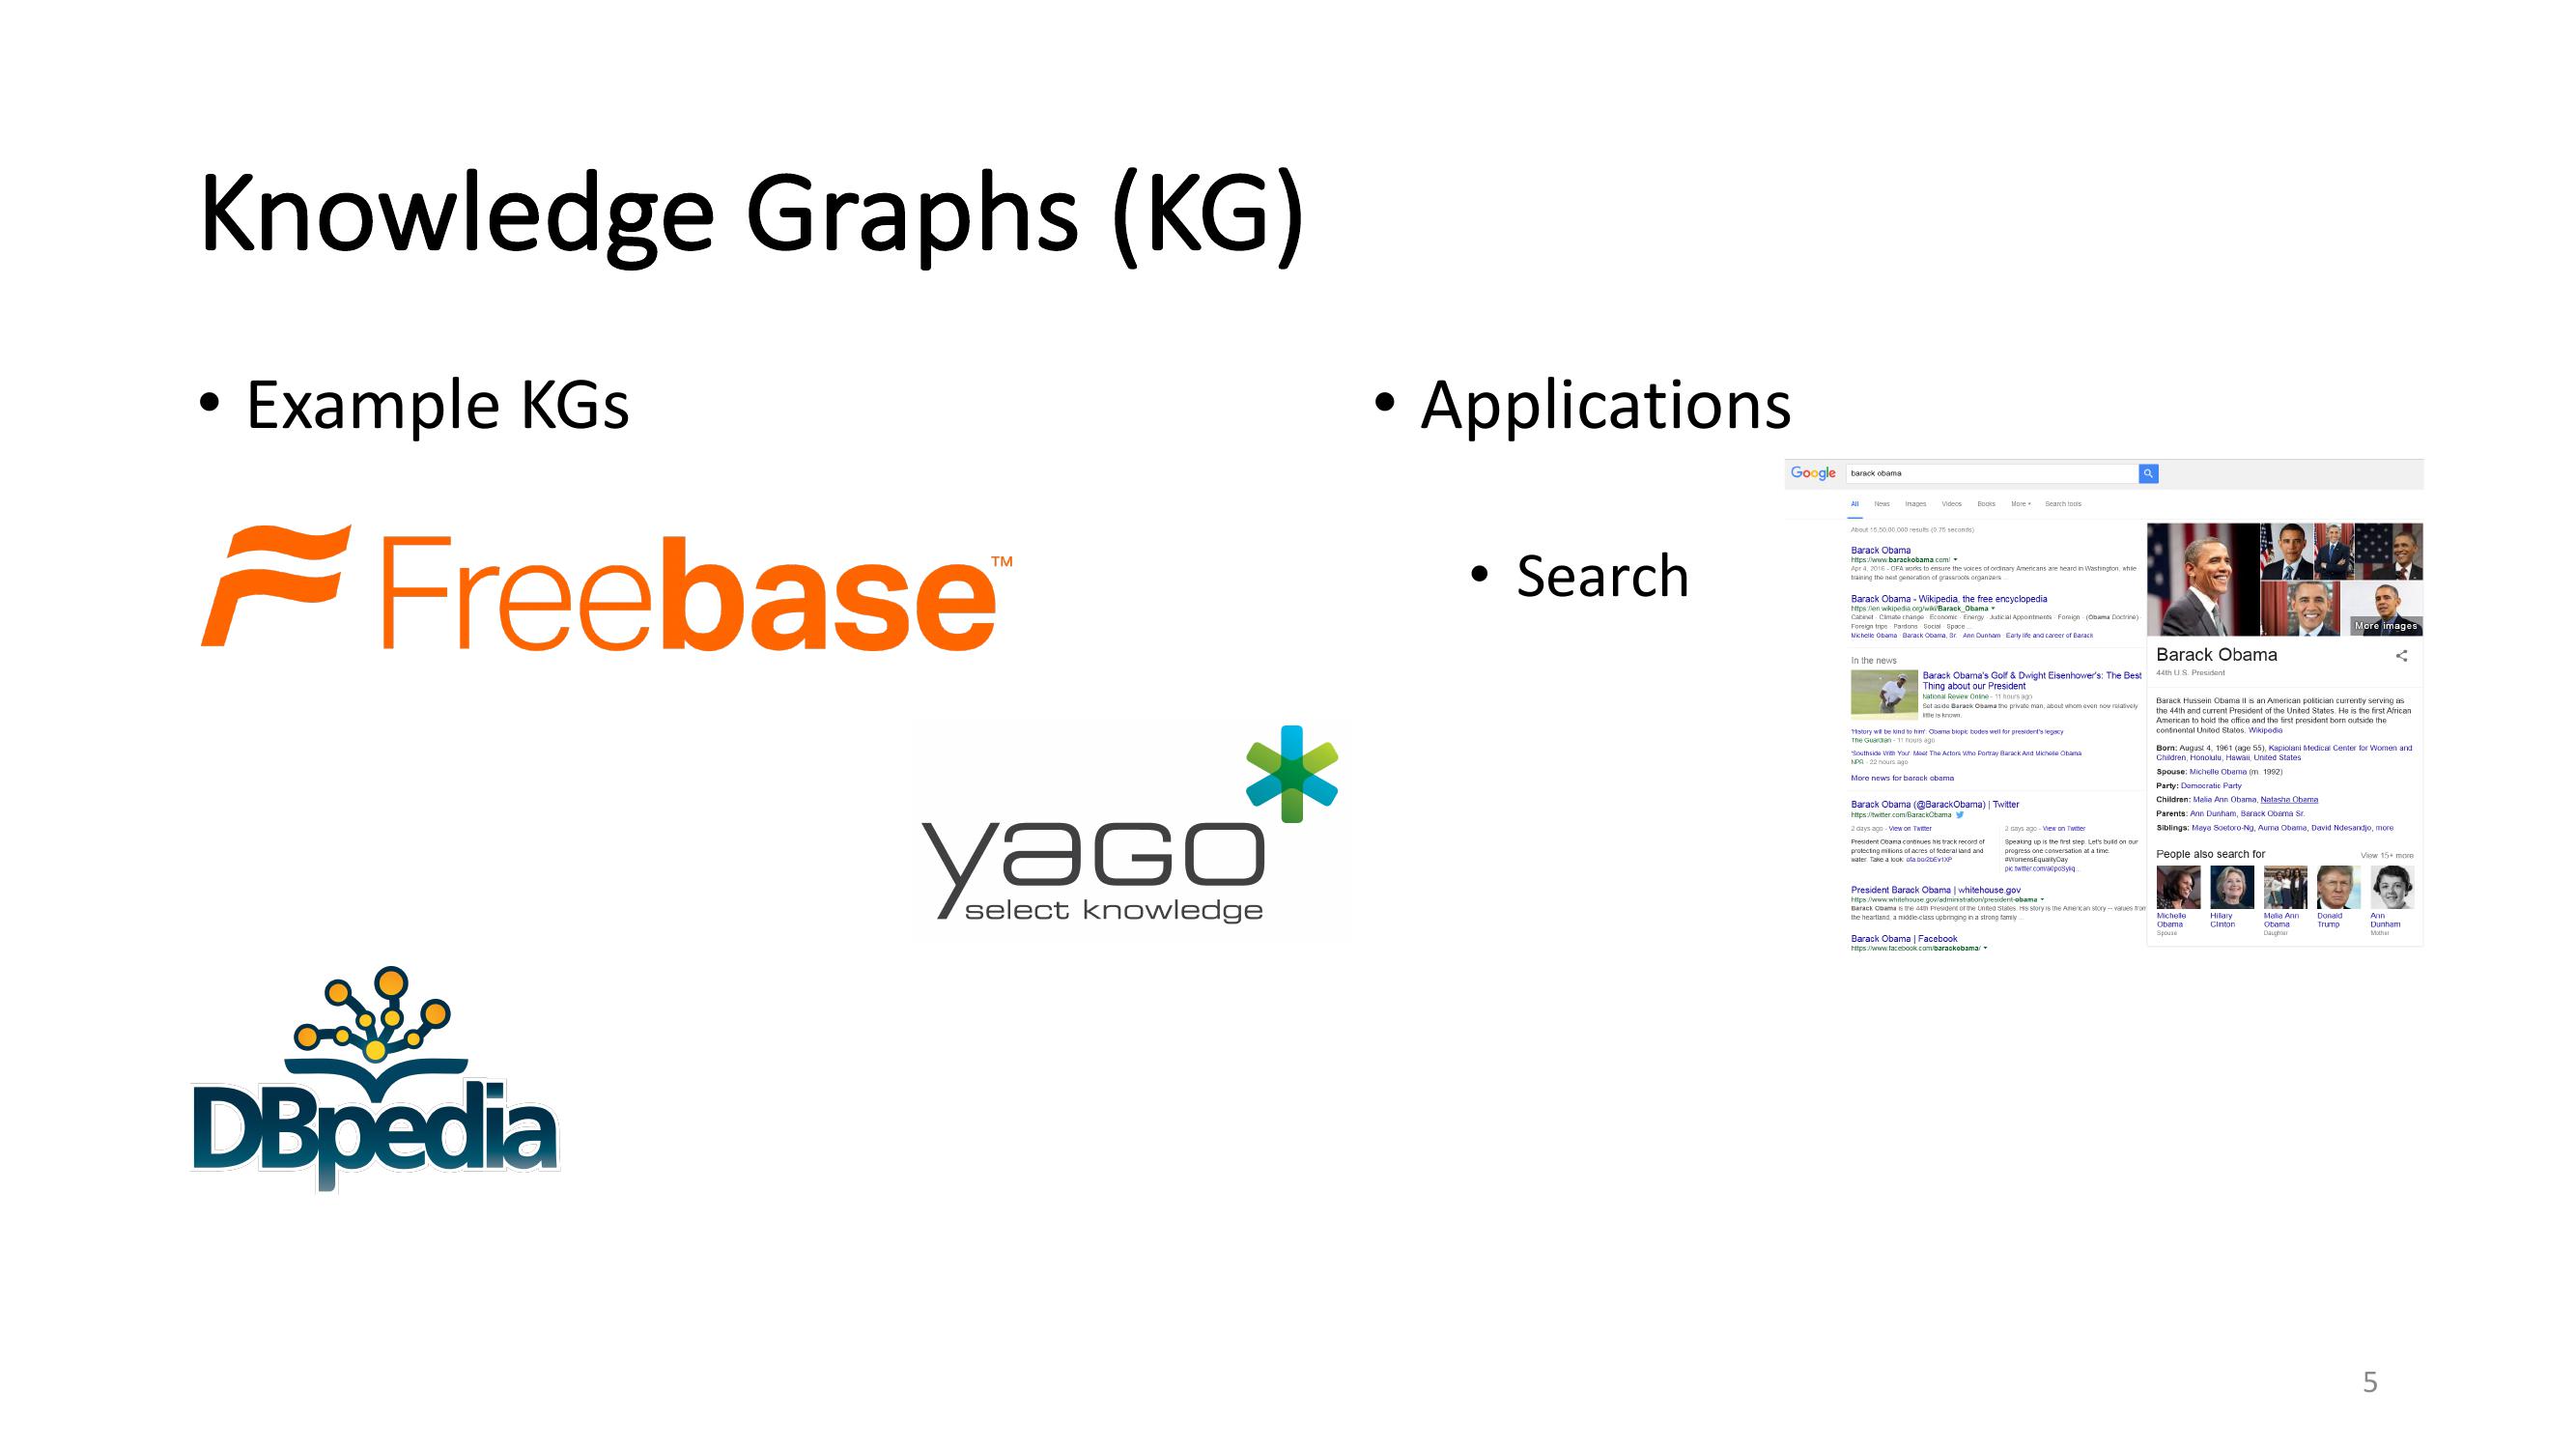 Knowledge Graphs (KG)
• Example KGs
Freebase™
yago
select knowledge
DBpedia
• Applications
• Search
Google
barack obama
All News Images Videos Books More Search tools
About 15,50,00,000 results (0.75 seconds)
Barack Obama
https://www.barackobama.com/
Apr 4, 2016 - OFA works to ensure the voices of ordinary Americans are heard in Washington, while
training the next generation of grassroots organizers ...
Barack Obama - Wikipedia, the free encyclopedia
https://en.wikipedia.org/wiki/Barack_Obama
Cabinet · Climate change · Economic · Energy · Judicial Appointments · Foreign · (Obama Doctrine)
Foreign trips · Pardons · Social · Space ...
Michelle Obama · Barack Obama, Sr. · Ann Dunham · Early life and career of Barack
In the news
Barack Obama's Golf & Dwight Eisenhower's: The Best
Thing about our President
National Review Online - 11 hours ago
Set aside Barack Obama the private man, about whom even now relatively
little is known.
'History will be kind to him': Obama biopic bodes well for president's legacy
The Guardian - 11 hours ago
'Southside With You': Meet The Actors Who Portray Barack And Michelle Obama
NPR - 22 hours ago
More news for barack obama
Barack Obama (@BarackObama) | Twitter
https://twitter.com/BarackObama
2 days ago - View on Twitter
President Obama continues his track record of
protecting millions of acres of federal land and
water. Take a look:
2 days ago - View on Twitter
Speaking up is the first step. Let's build on our
progress one conversation at a time.
#WomensEqualityDay
President Barack Obama | whitehouse.gov
https://www.whitehouse.gov/administration/president-obama
Barack Obama is the 44th President of the United States. His story is the American story -- values from
the heartland, a middle-class upbringing in a strong family ...
Barack Obama | Facebook
https://www.facebook.com/barackobama/
More images
Barack Obama
44th U.S. President
Barack Hussein Obama II is an American politician currently serving as
the 44th and current President of the United States. He is the first African
American to hold the office and the first president born outside the
continental United States. Wikipedia
Born: August 4, 1961 (age 55), Kapiolani Medical Center for Women and
Children, Honolulu, Hawaii, United States
Spouse: Michelle Obama (m. 1992)
Party: Democratic Party
Children: Malia Ann Obama, Natasha Obama
Parents: Ann Dunham, Barack Obama Sr.
Siblings: Maya Soetoro-Ng, Auma Obama, David Ndesandjo, more
People also search for
View 15+ more
Michelle Obama
Spouse
Hillary Clinton
Malia Ann Obama
Daughter
Donald Trump
Ann Dunham
Mother
5